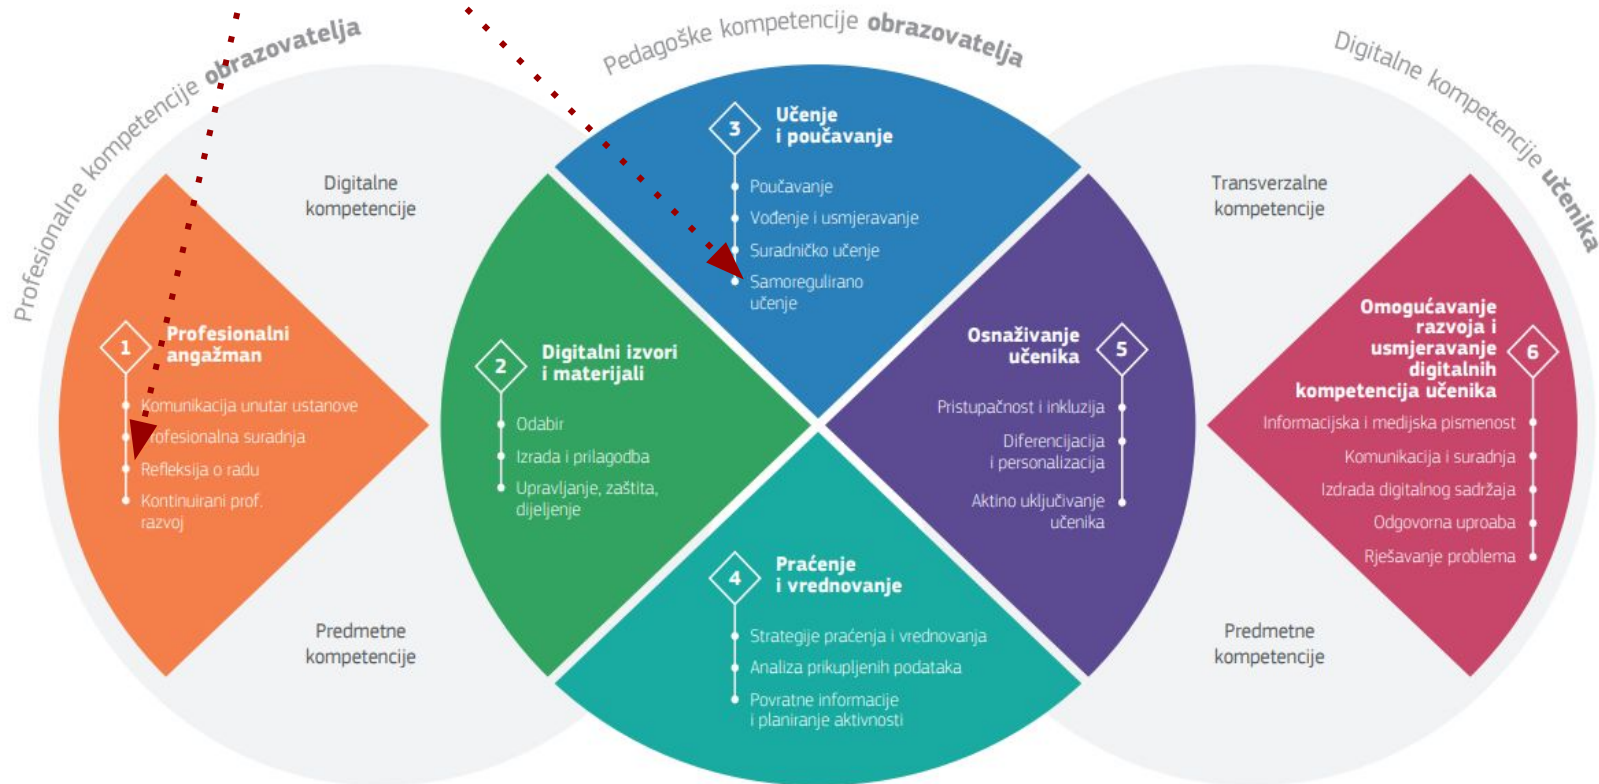 Profesionalne kompetencije obrazovatelja
Pedagoške kompetencije obrazovatelja
Digitalne kompetencije učenika
Digitalne
kompetencije
Transverzalne
kompetencije
1
Profesionalni
angažman
Komunikacija unutar ustanove
Profesionalna suradnja
Refleksija o radu
Kontinuirani prof.
razvoj
2
Digitalni izvori
i materijali
Odabir
Izrada i prilagodba
Upravljanje, zaštita,
dijeljenje
3
Učenje
i poučavanje
Poučavanje
Vođenje i usmjeravanje
Suradničko učenje
Samoregulirano
učenje
4
Praćenje
i vrednovanje
Strategije praćenja i vrednovanja
Analiza prikupljenih podataka
Povratne informacije
i planiranje aktivnosti
Osnaživanje
učenika
5
Pristupačnost i inkluzija
Diferencijacija
i personalizacija
Aktino uključivanje
učenika
Omogućavanje
razvoja i
usmjeravanje
digitalnih
kompetencija učenika
6
Informacijska i medijska pismenost
Komunikacija i suradnja
Izdrada digitalnog sadržaja
Odgovorna uproaba
Rješavanje problema
Predmetne
kompetencije
Predmetne
kompetencije